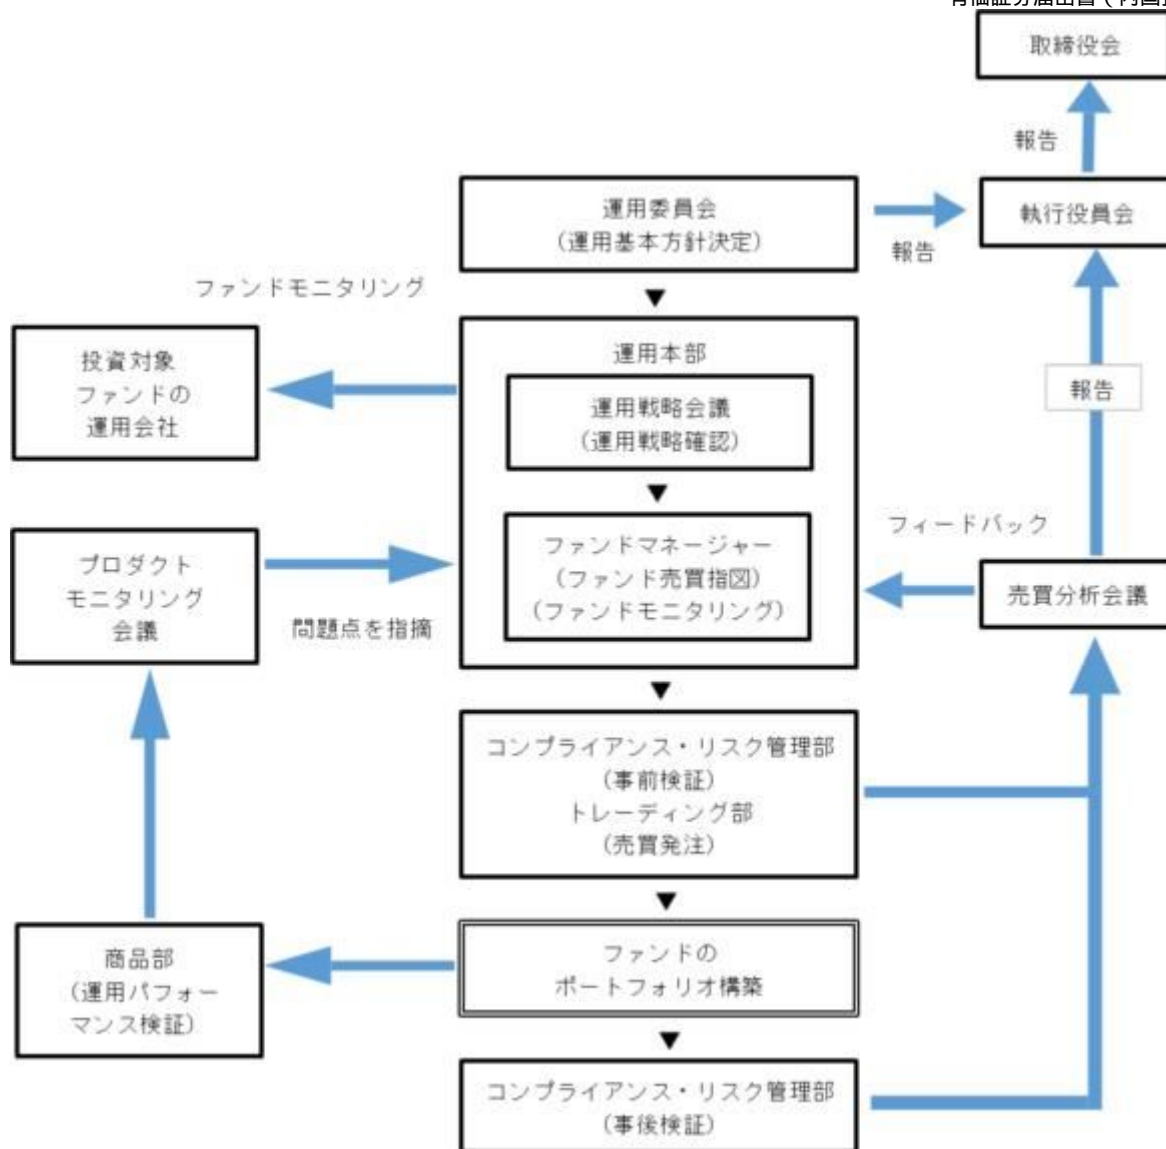 取締役会
報告
運用委員会
(運用基本方針決定)
報告
執行役員会
ファンドモニタリング
投資対象
ファンドの
運用会社
運用本部
運用戦略会議
(運用戦略確認)
報告
プロダクト
モニタリング
会議
問題点を指摘
ファンドマネージャー
(ファンド売買指図)
(ファンドモニタリング)
フィードバック
売買分析会議
コンプライアンス・リスク管理部
(事前検証)
トレーディング部
(売買発注)
商品部
(運用パフォー
マンス検証)
ファンドの
ポートフォリオ構築
コンプライアンス・リスク管理部
(事後検証)